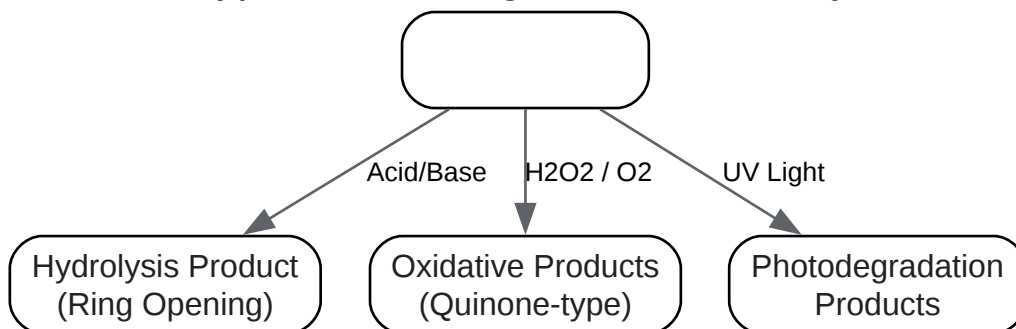 Acid/Base
H2O2 / O2
UV Light
Hydrolysis Product
(Ring Opening)
Oxidative Products
(Quinone-type)
Photodegradation
Products